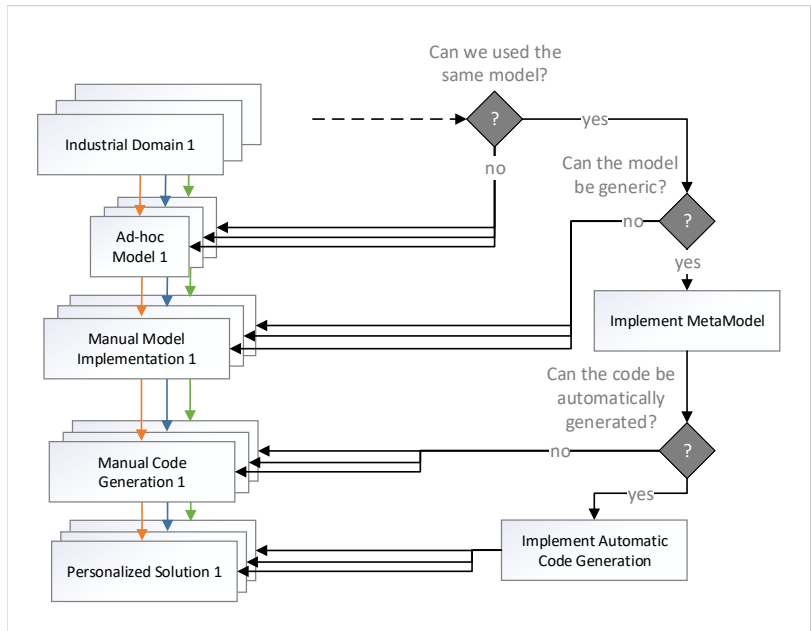 Can we used the
same model?
?
yes
no
Industrial Domain 1
Can the model
be generic?
?
no
yes
Ad-hoc
Model 1
Implement MetaModel
Manual Model
Implementation 1
Can the code be
automatically
generated?
?
no
yes
Manual Code
Generation 1
Implement Automatic
Code Generation
Personalized Solution 1